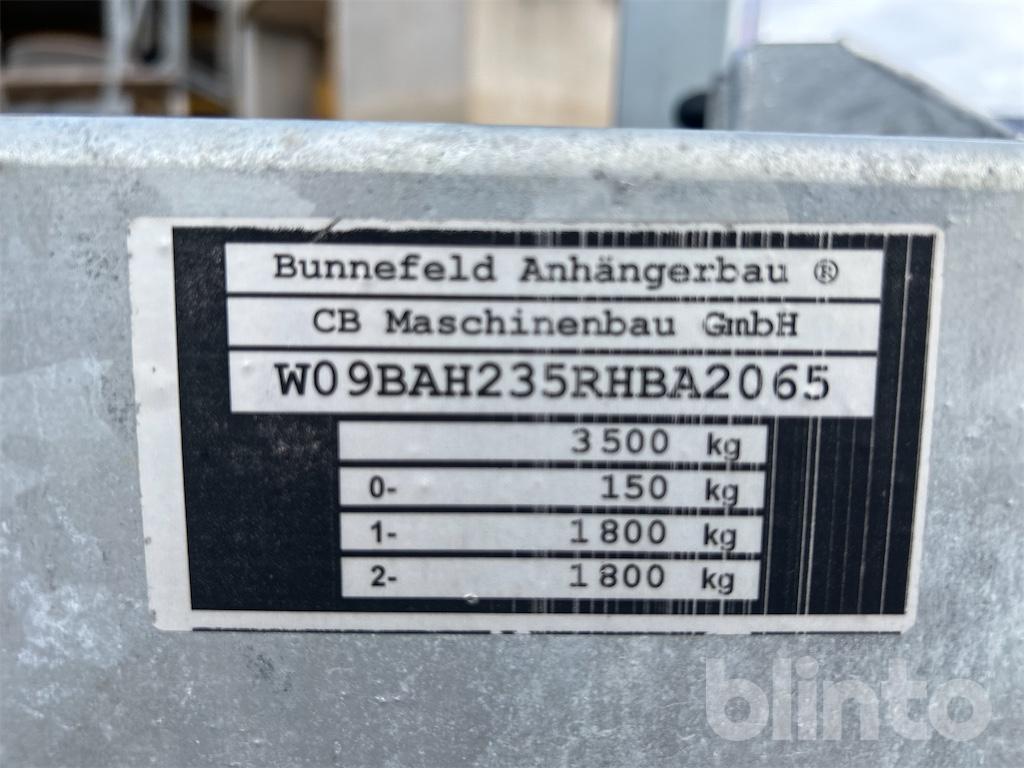 Bunnefeld Anhängerbau ®
CB Maschinenbau GmbH
W09BAH235RHBA2065
3500 kg
0- 150 kg
1- 1800 kg
2- 1800 kg
blinto